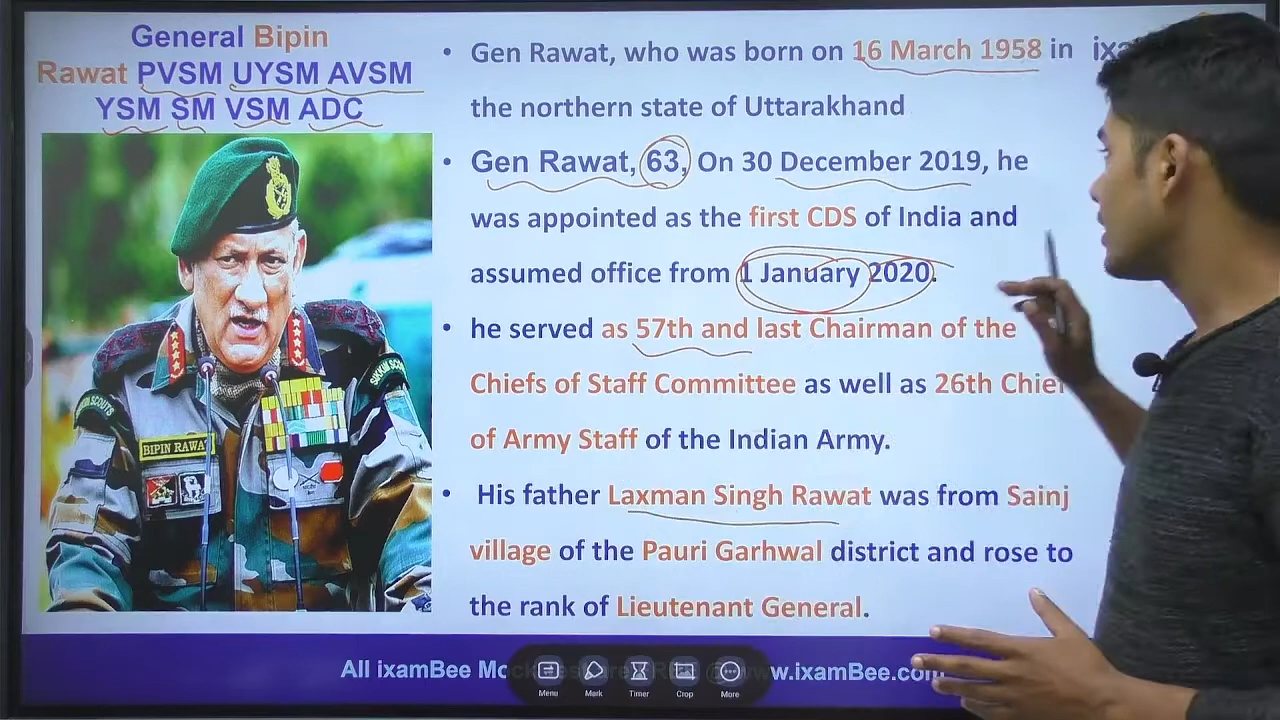 General Bipin
Rawat PVSM UYSM AVSM
YSM SM VSM ADC
SIKKIM SCOUTS
BIPIN RAWAT
• Gen Rawat, who was born on 16 March 1958 in
the northern state of Uttarakhand
• Gen Rawat, 63, On 30 December 2019, he
was appointed as the first CDS of India and
assumed office from 1 January 2020.
• he served as 57th and last Chairman of the
Chiefs of Staff Committee as well as 26th Chief
of Army Staff of the Indian Army.
• His father Laxman Singh Rawat was from Sainj
village of the Pauri Garhwal district and rose to
the rank of Lieutenant General.
All ixamBee
w.ixamBee.com
Menu
Mark
Timer
Crop
More